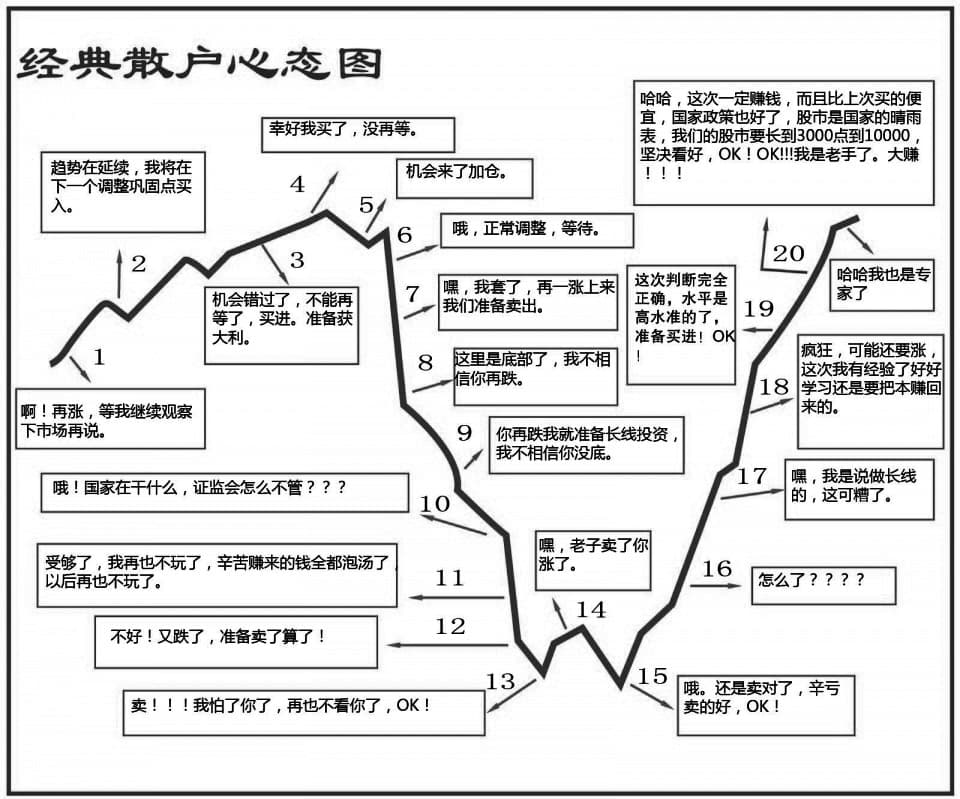 经典散户心态图
1
啊！再涨，等我继续观察
下市场再说。
2
趋势在延续，我将在
下一个调整巩固点买
入。
3
机会错过了，不能再
等了，买进。准备获
大利。
4
幸好我买了，没再等。
5
机会来了加仓。
6
哦，正常调整，等待。
7
嘿，我套了，再一涨上来
我们准备卖出。
8
这里是底部了，我不相
信你再跌。
9
你再跌我就准备长线投资，
我不相信你没底。
10
哦！国家在干什么，证监会怎么不管？？？
11
受够了，我再也不玩了，辛苦赚来的钱全都泡汤了，
以后再也不玩了。
12
不好！又跌了，准备卖了算了！
13
卖！！！我怕了你了，再也不看你了，OK！
14
嘿，老子卖了你
涨了。
15
哦。还是卖对了，辛亏
卖的好，OK！
16
怎么了？？？？
17
嘿，我是说做长线
的，这可糟了。
18
疯狂，可能还要涨，
这次我有经验了好好
学习还是要把本赚回
来的。
19
这次判断完全
正确，水平是
高水准的了，
准备买进！OK
！
20
哈哈，这次一定赚钱，而且比上次买的便
宜，国家政策也好了，股市是国家的晴雨
表，我们的股市要长到3000点到10000，
坚决看好，OK！OK!!!我是老手了。大赚
！！！
哈哈我也是专
家了